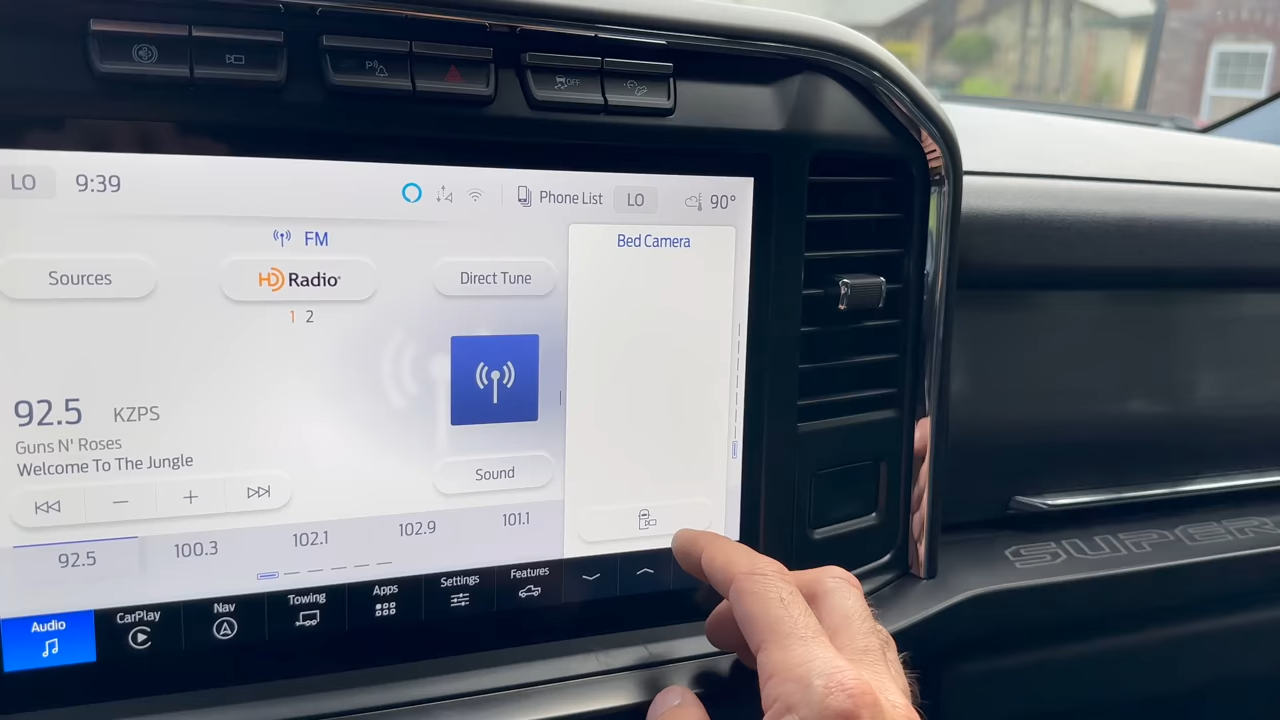 P
OFF
LO
9:39
Phone List
LO
90°
FM
Bed Camera
Sources
HD Radio
Direct Tune
1 2
92.5 KZPS
Guns N' Roses
Welcome To The Jungle
Sound
92.5
100.3
102.1
102.9
101.1
Audio
CarPlay
Nav
Towing
Apps
Settings
Features
SUPER